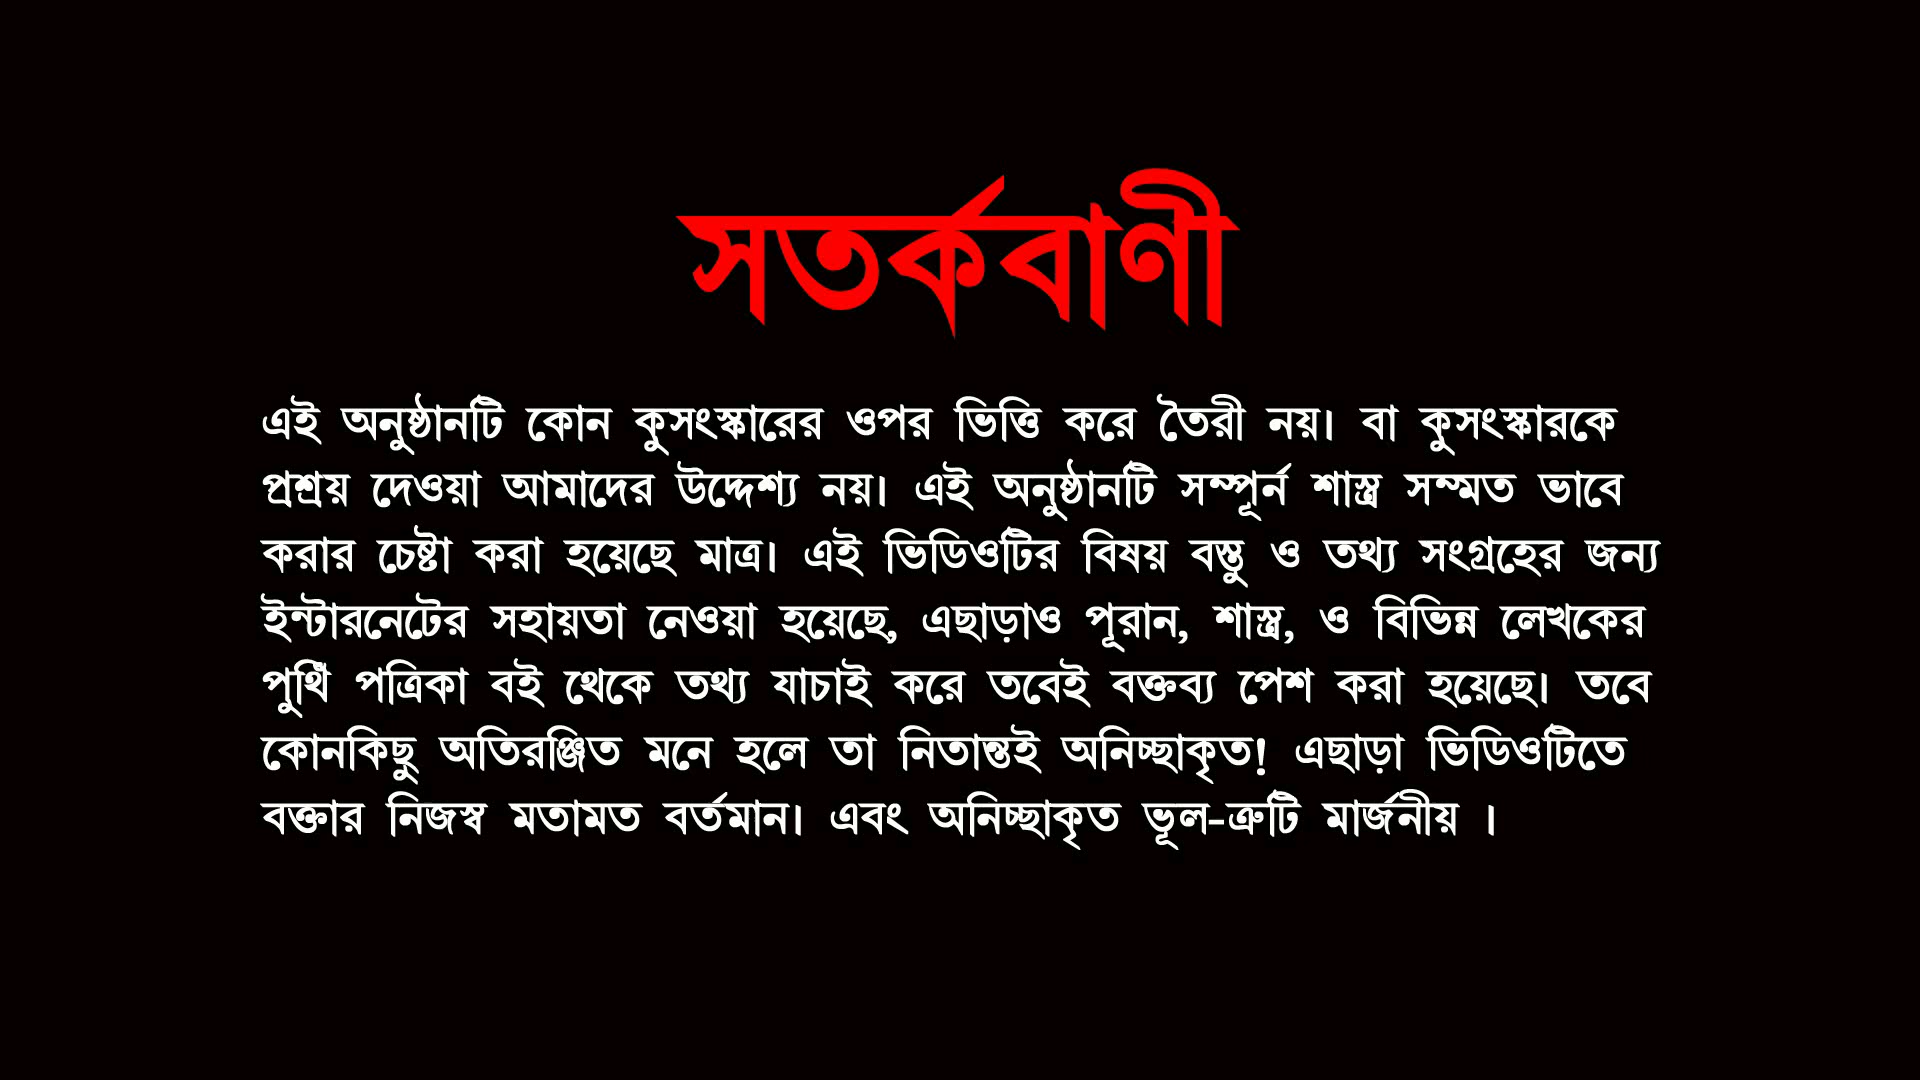 সতর্কবাণী
এই অনুষ্ঠানটি কোন কুসংস্কারের ওপর ভিত্তি করে তৈরী নয়। বা কুসংস্কারকে
প্রশ্রয় দেওয়া আমাদের উদ্দেশ্য নয়। এই অনুষ্ঠানটি সম্পূর্ন শাস্ত্র সম্মত ভাবে
করার চেষ্টা করা হয়েছে মাত্র। এই ভিডিওটির বিষয় বস্তু ও তথ্য সংগ্রহের জন্য
ইন্টারনেটের সহায়তা নেওয়া হয়েছে, এছাড়াও পূরান, শাস্ত্র, ও বিভিন্ন লেখকের
পুথিঁ পত্রিকা বই থেকে তথ্য যাচাই করে তবেই বক্তব্য পেশ করা হয়েছে। তবে
কোনকিছু অতিরঞ্জিত মনে হলে তা নিতান্তই অনিচ্ছাকৃত! এছাড়া ভিডিওটিতে
বক্তার নিজস্ব মতামত বর্তমান। এবং অনিচ্ছাকৃত ভূল-ত্রুটি মার্জনীয় ।